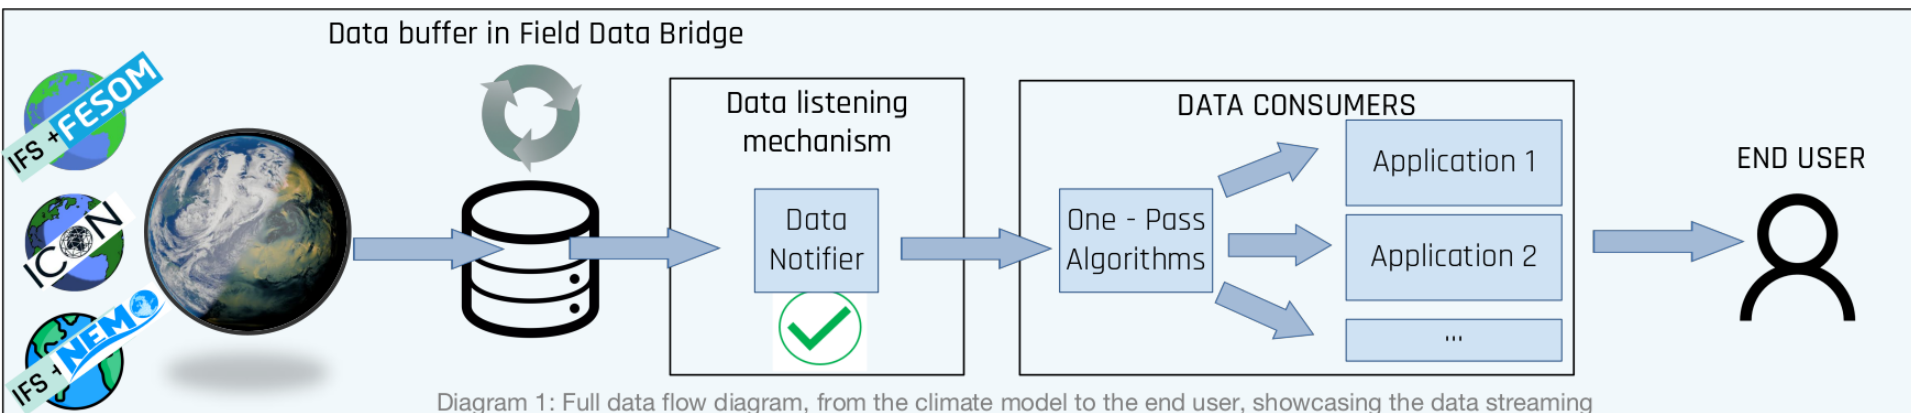 Data buffer in Field Data Bridge
IFS + FESOM
ICON
IFS + NEMO
Data listening
mechanism
Data
Notifier
DATA CONSUMERS
One - Pass
Algorithms
Application 1
Application 2
...
END USER
Diagram 1: Full data flow diagram, from the climate model to the end user, showcasing the data streaming